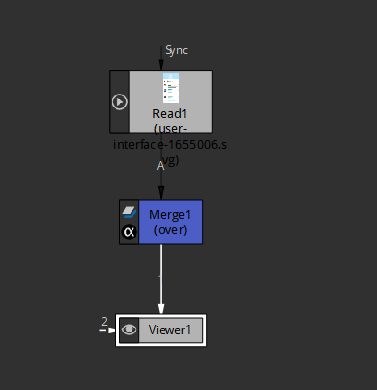 Sync
Read1
(user-
interface-1655006.s
vg)
A
Merge1
(over)
2
Viewer1